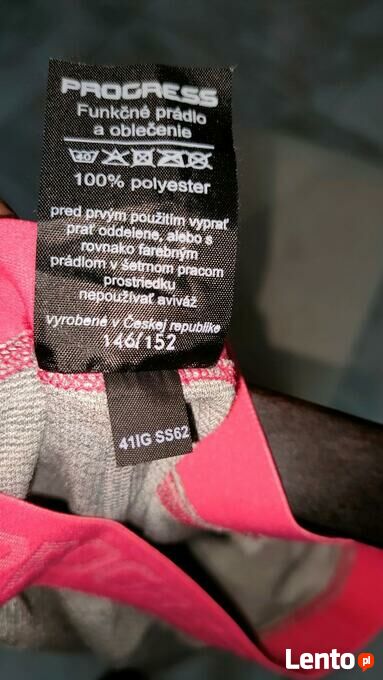 PROGRESS
Funkčné prádlo
a oblečenie
40
100% polyester
pred prvým použitím vyprať
prať oddelene, alebo s
rovnako farebným
prádlom v šetrnom pracom
prostriedku
nepoužívať aviváž
vyrobené v Českej republike
146/152
41IG SS62
Lento.pl